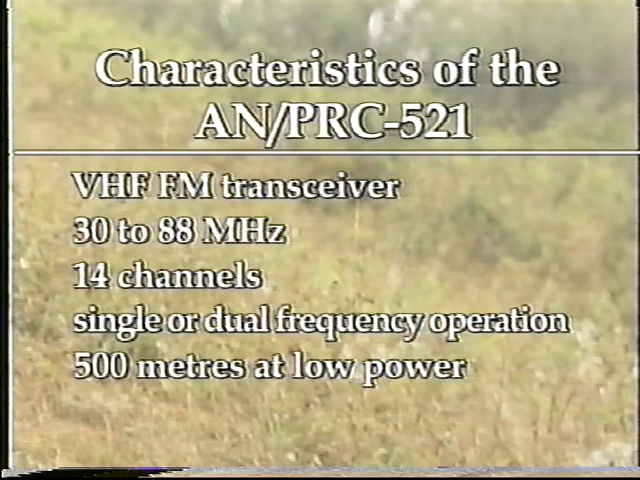 Characteristics of the
AN/PRC-521
VHF FM transceiver
30 to 88 MHz
14 channels
single or dual frequency operation
500 metres at low power